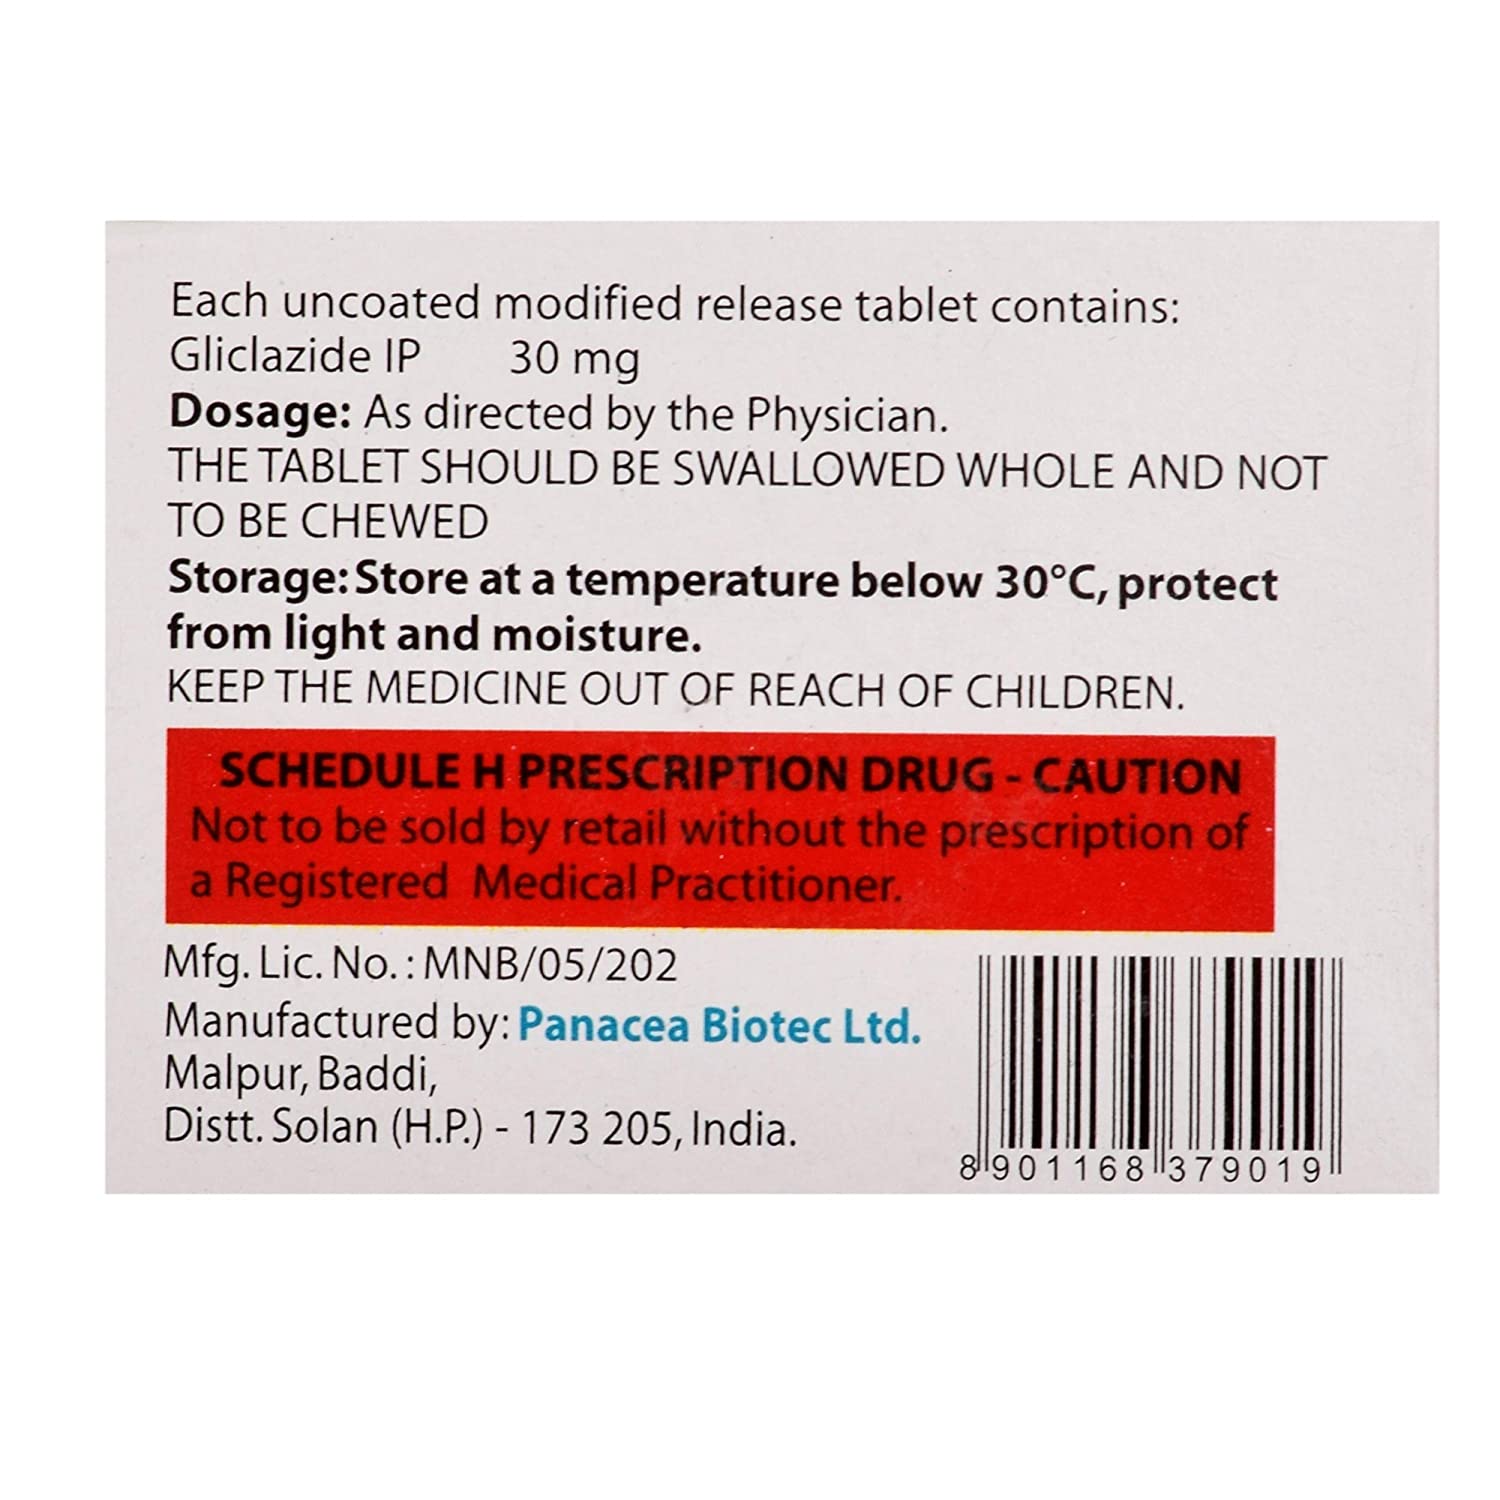 Each uncoated modified release tablet contains:
Gliclazide IP 30 mg
Dosage: As directed by the Physician.
THE TABLET SHOULD BE SWALLOWED WHOLE AND NOT
TO BE CHEWED
Storage: Store at a temperature below 30°C, protect
from light and moisture.
KEEP THE MEDICINE OUT OF REACH OF CHILDREN.
SCHEDULE H PRESCRIPTION DRUG - CAUTION
Not to be sold by retail without the prescription of
a Registered Medical Practitioner.
Mfg. Lic. No. : MNB/05/202
Manufactured by: Panacea Biotec Ltd.
Malpur, Baddi,
Distt. Solan (H.P.) - 173 205, India.
8 901168 379019